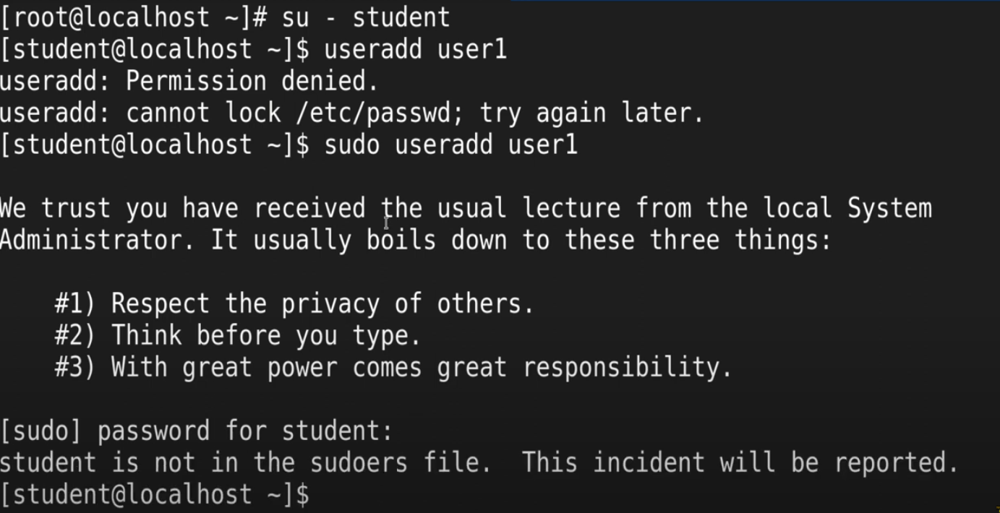 [root@localhost ~]# su - student
[student@localhost ~]$ useradd user1
useradd: Permission denied.
useradd: cannot lock /etc/passwd; try again later.
[student@localhost ~]$ sudo useradd user1
We trust you have received the usual lecture from the local System
Administrator. It usually boils down to these three things:
#1) Respect the privacy of others.
#2) Think before you type.
#3) With great power comes great responsibility.
[sudo] password for student:
student is not in the sudoers file.  This incident will be reported.
[student@localhost ~]$